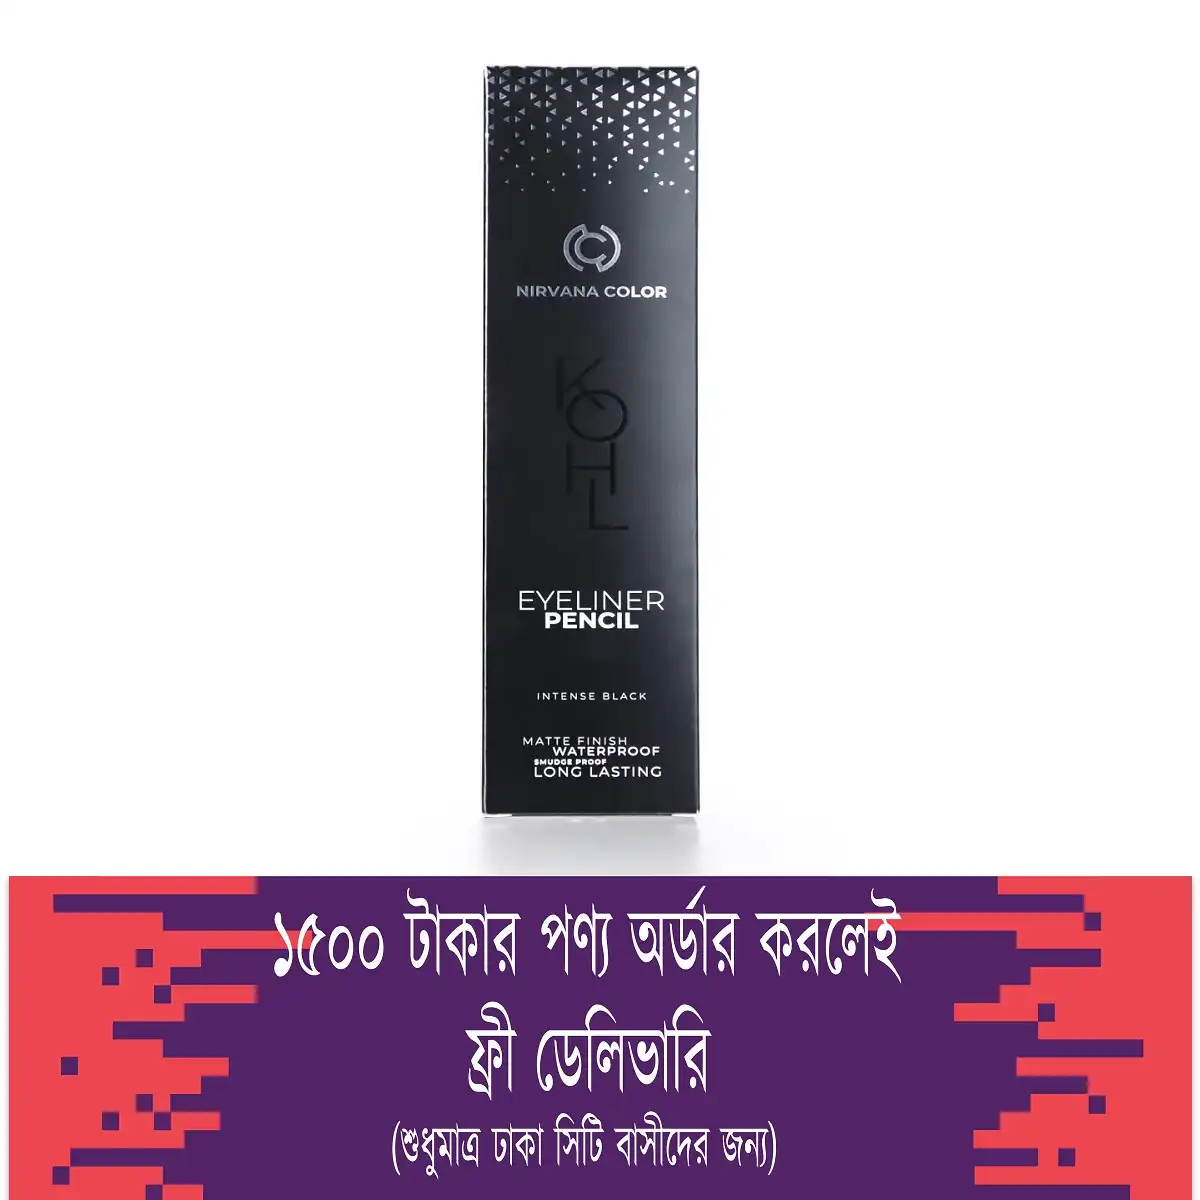 NIRVANA COLOR
KOHL
EYELINER
PENCIL
INTENSE BLACK
MATTE FINISH
WATERPROOF
SMUDGE PROOF
LONG LASTING
১৫০০ টাকার পণ্য অর্ডার করলেই
ফ্রী ডেলিভারি
(শুধুমাত্র ঢাকা সিটি বাসীদের জন্য)